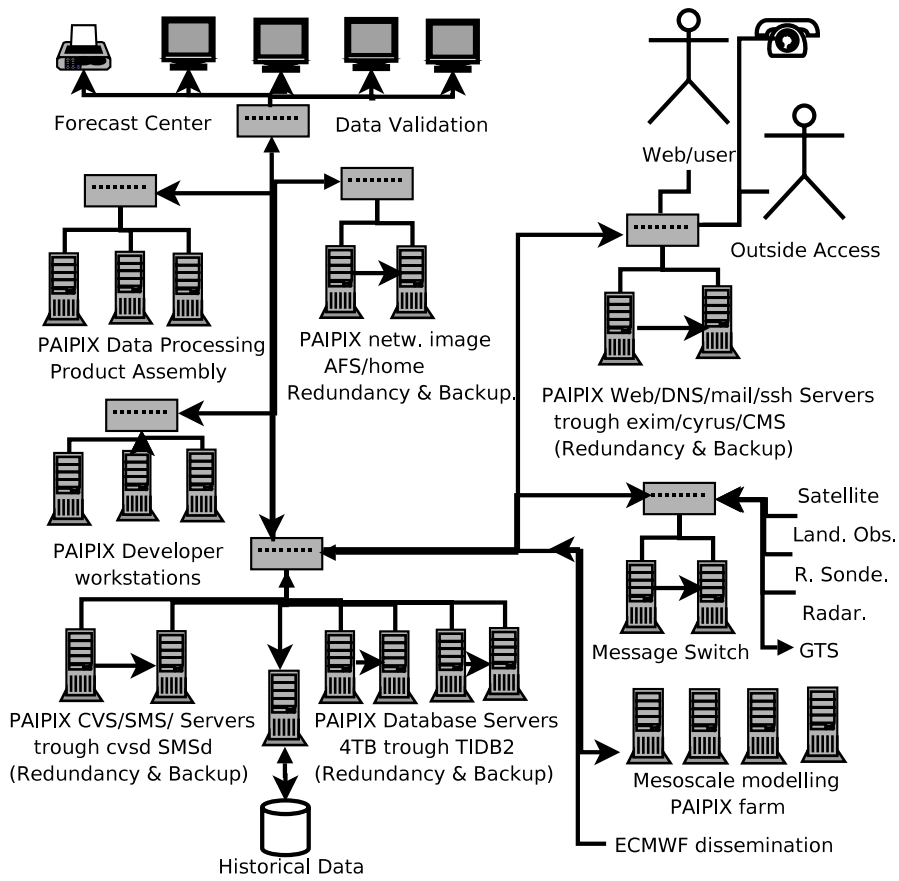 Forecast Center
Data Validation
Web/user
Outside Access
PAIPIX Data Processing
Product Assembly
PAIPIX netw. image
AFS/home
Redundancy & Backup.
PAIPIX Web/DNS/mail/ssh Servers
trough exim/cyrus/CMS
(Redundancy & Backup)
PAIPIX Developer
workstations
Satellite
Land. Obs.
R. Sonde.
Radar.
GTS
Message Switch
PAIPIX CVS/SMS/ Servers
trough cvsd SMSd
(Redundancy & Backup)
PAIPIX Database Servers
4TB trough TIDB2
(Redundancy & Backup)
Mesoscale modelling
PAIPIX farm
ECMWF dissemination
Historical Data